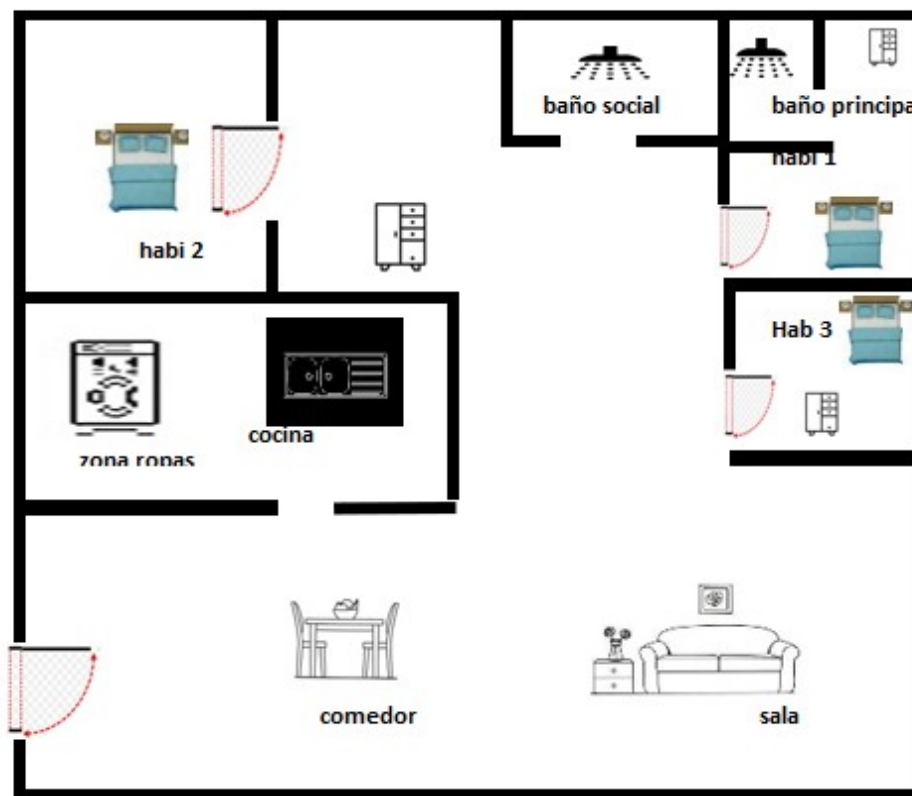 baño social
baño principa
habi 1
habi 2
Hab 3
cocina
zona ropas
comedor
sala